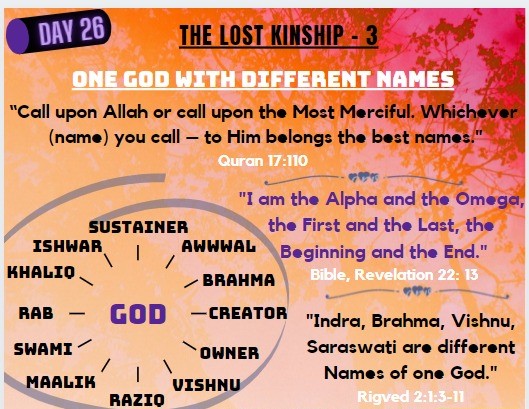 DAY 26
THE LOST KINSHIP - 3
ONE GOD WITH DIFFERENT NAMES
"Call upon Allah or call upon the Most Merciful. Whichever
(name) you call – to Him belongs the best names."
Quran 17:110
"I am the Alpha and the Omega,
the First and the Last, the
Beginning and the End."
Bible, Revelation 22: 13
"Indra, Brahma, Vishnu,
Saraswati are different
Names of one God."
Rigved 2:1:3-11
GOD
SUSTAINER
AWWWAL
BRAHMA
CREATOR
OWNER
VISHNU
RAZIQ
MAALIK
SWAMI
RAB
KHALIQ
ISHWAR